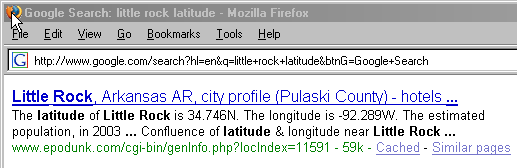 Google Search: little rock latitude - Mozilla Firefox
File Edit View Go Bookmarks Tools Help
G http://www.google.com/search?hl=en&q=little+rock+latitude&btnG=Google+Search
Little Rock, Arkansas AR, city profile (Pulaski County) - hotels ...
The latitude of Little Rock is 34.746N. The longitude is -92.289W. The estimated
population, in 2003 ... Confluence of latitude & longitude near Little Rock ...
www.epodunk.com/cgi-bin/genInfo.php?locIndex=11591 - 59k - Cached - Similar pages